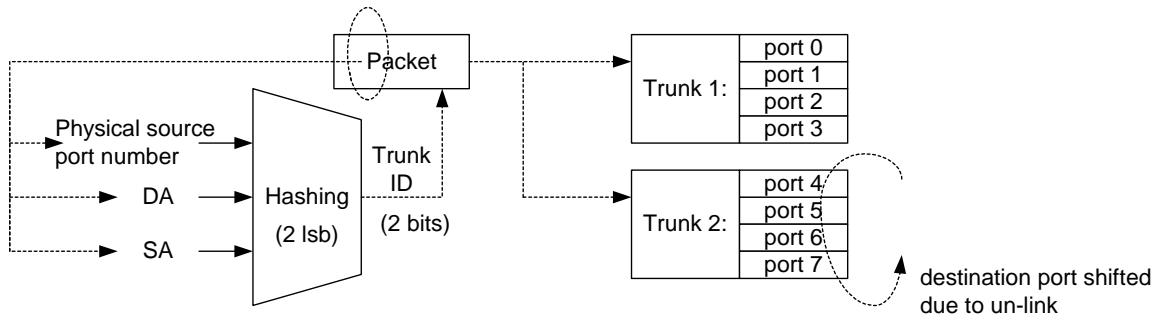 Packet
Physical source
port number
DA
SA
Hashing
(2 lsb)
Trunk
ID
(2 bits)
Trunk 1:
port 0
port 1
port 2
port 3
Trunk 2:
port 4
port 5
port 6
port 7
destination port shifted
due to un-link